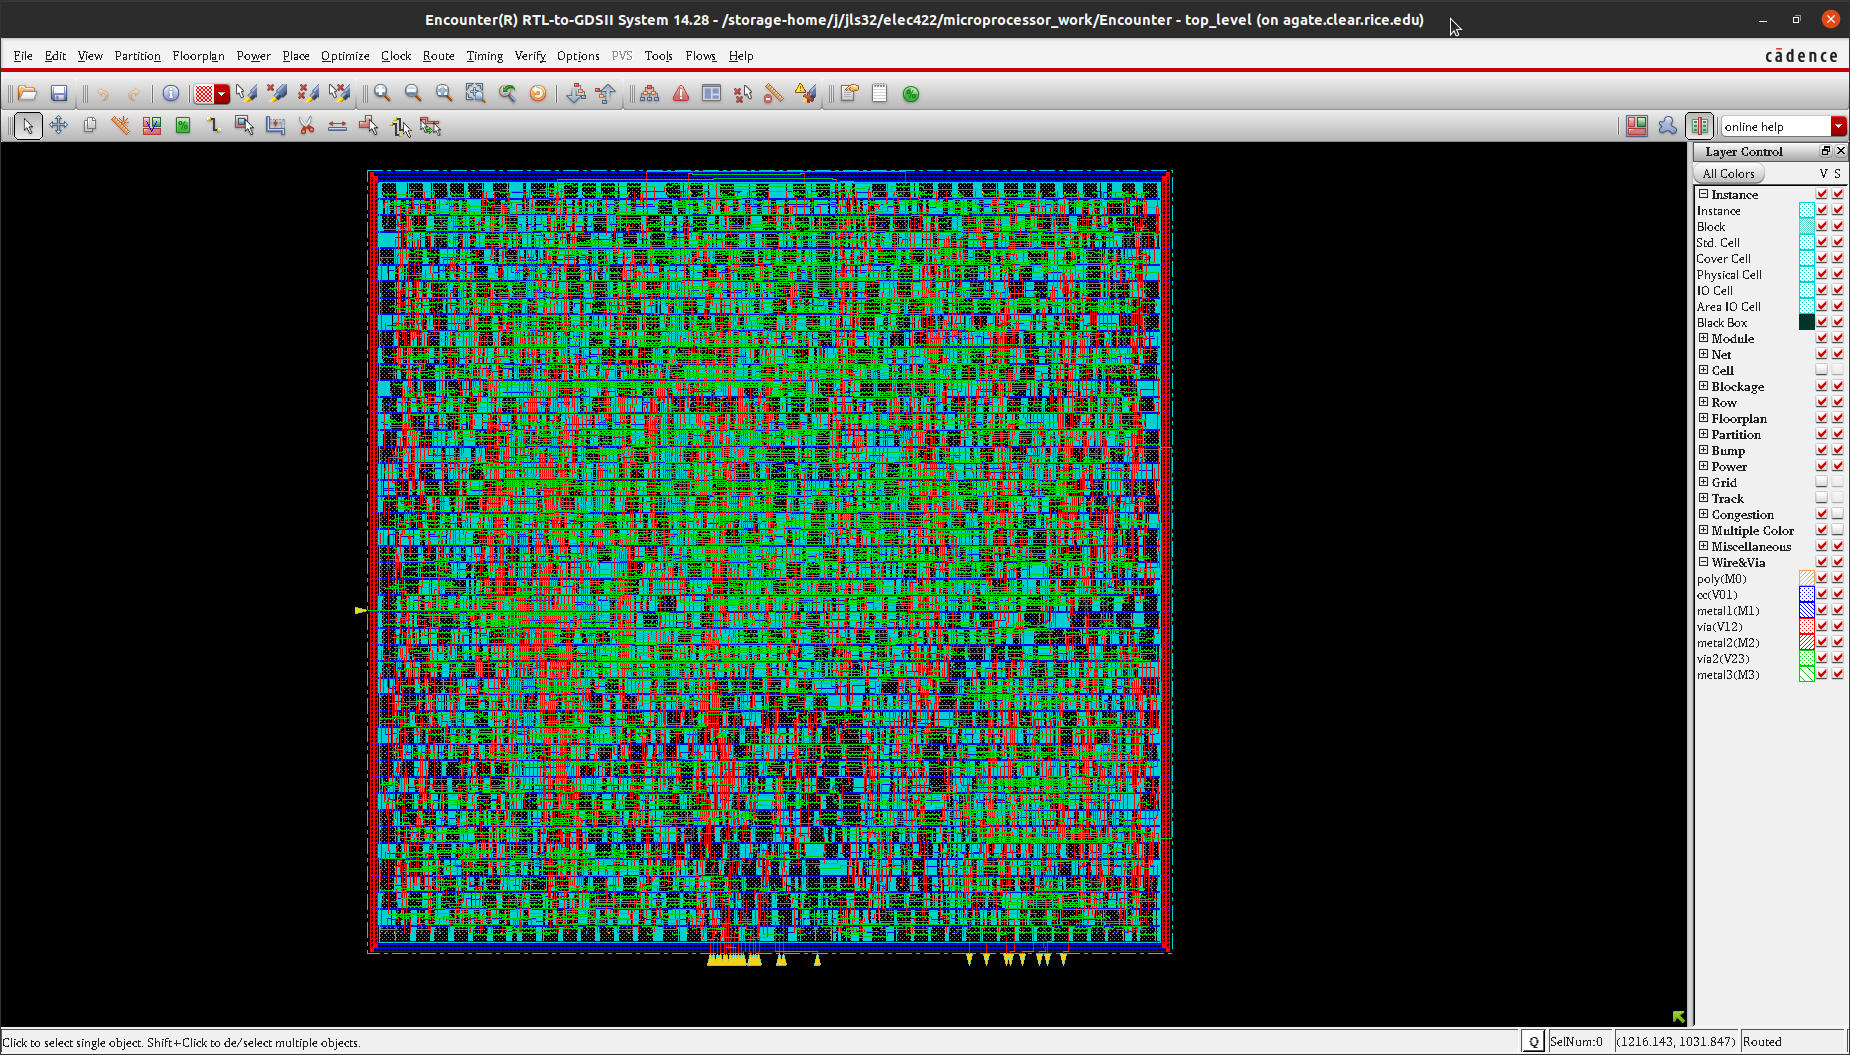 Encounter(R) RTL-to-GDSII System 14.28 - /storage-home/j/jls32/elec422/microprocessor_work/Encounter - top_level (on agate.clear.rice.edu)
File Edit View Partition Floorplan Power Place Optimize Clock Route Timing Verify Options PVS Tools Flows Help
cādence
online help
Layer Control
All Colors V S
Instance
Instance
Block
Std. Cell
Cover Cell
Physical Cell
IO Cell
Area IO Cell
Black Box
Module
Net
Cell
Blockage
Row
Floorplan
Partition
Bump
Power
Grid
Track
Congestion
Multiple Color
Miscellaneous
Wire&Via
poly(M0)
cc(V01)
metal1(M1)
via(V12)
metal2(M2)
via2(V23)
metal3(M3)
Click to select single object. Shift+Click to de/select multiple objects.
Q SelNum:0 (1216.143, 1031.847) Routed